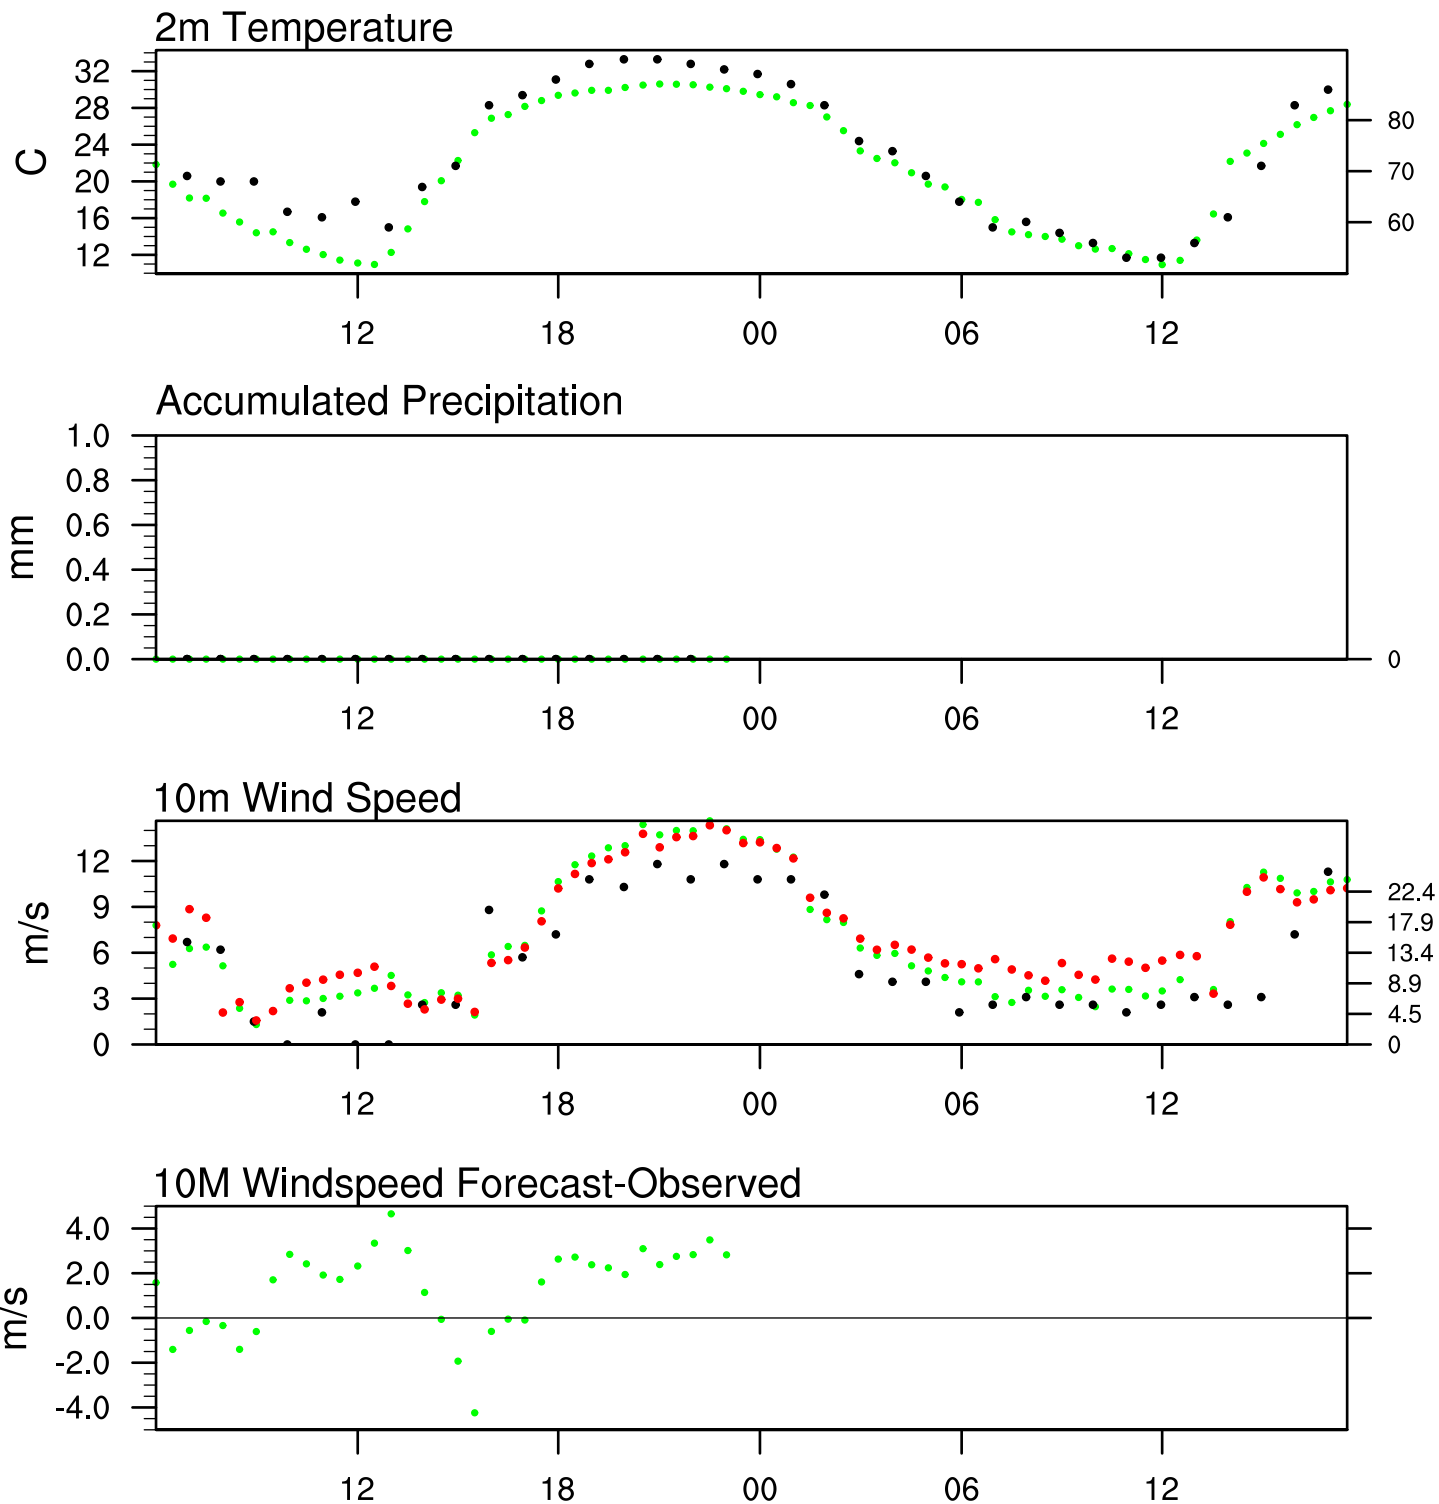 2m Temperature
32
28
24
20
16
12
C
80
70
60
12 18 00 06 12
Accumulated Precipitation
1.0
0.8
0.6
0.4
0.2
0.0
mm
0
12 18 00 06 12
10m Wind Speed
12
9
6
3
0
m/s
22.4
17.9
13.4
8.9
4.5
0
12 18 00 06 12
10M Windspeed Forecast-Observed
4.0
2.0
0.0
-2.0
-4.0
m/s
12 18 00 06 12